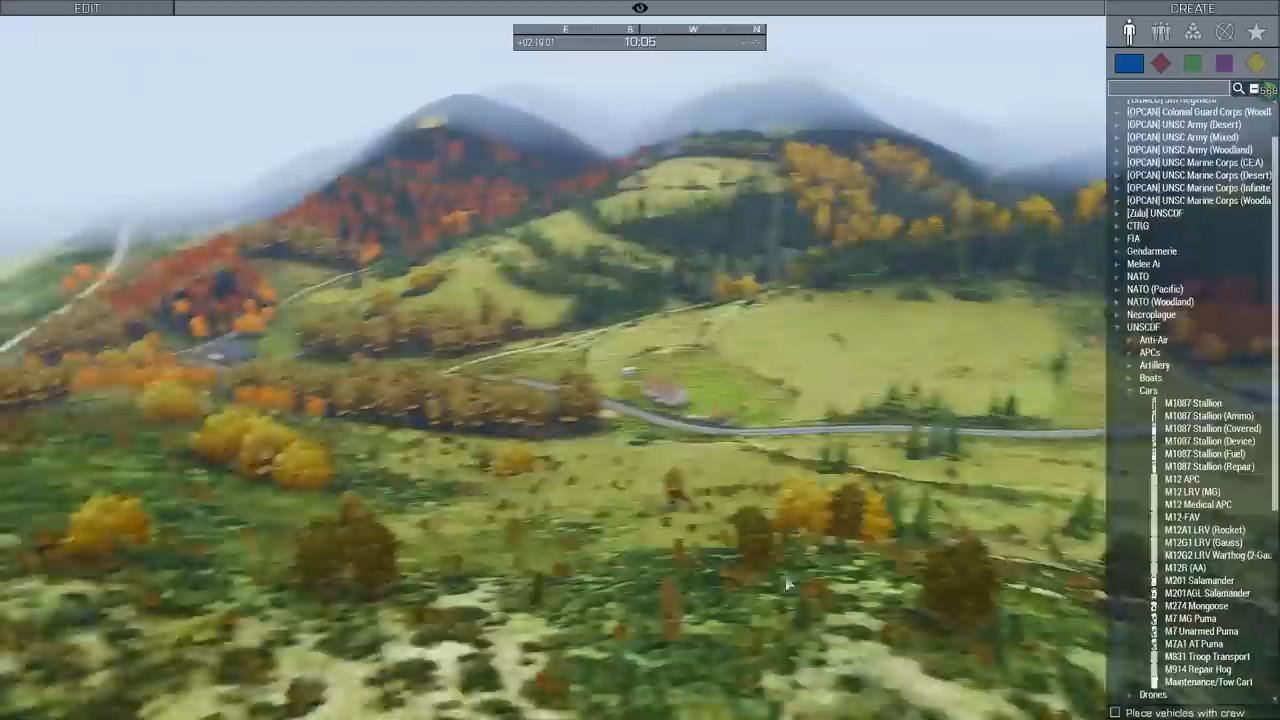 EDIT
CREATE
E S W N
+02:19:01 10:05
[OPCAN] Colonial Guard Corps (Woodl
[OPCAN] UNSC Army (Desert)
[OPCAN] UNSC Army (Mixed)
[OPCAN] UNSC Army (Woodland)
[OPCAN] UNSC Marine Corps (CEA)
[OPCAN] UNSC Marine Corps (Desert)
[OPCAN] UNSC Marine Corps (Infinite
[OPCAN] UNSC Marine Corps (Woodla
[Zulu] UNSCDF
CTRG
FIA
Gendarmerie
Melee Ai
NATO
NATO (Pacific)
NATO (Woodland)
Necroplague
UNSCDF
Anti-Air
APCs
Artillery
Boats
Cars
M1087 Stallion
M1087 Stallion (Ammo)
M1087 Stallion (Covered)
M1087 Stallion (Device)
M1087 Stallion (Fuel)
M1087 Stallion (Repair)
M12 APC
M12 LRV (MG)
M12 Medical APC
M12-FAV
M12A1 LRV (Rocket)
M12G1 LRV (Gauss)
M12G2 LRV Warthog (2-Gau
M12R (AA)
M201 Salamander
M201AGL Salamander
M274 Mongoose
M7 MG Puma
M7 Unarmed Puma
M7A1 AT Puma
M831 Troop Transport
M914 Repair Hog
Maintenance/Tow Cart
Drones
Place vehicles with crew